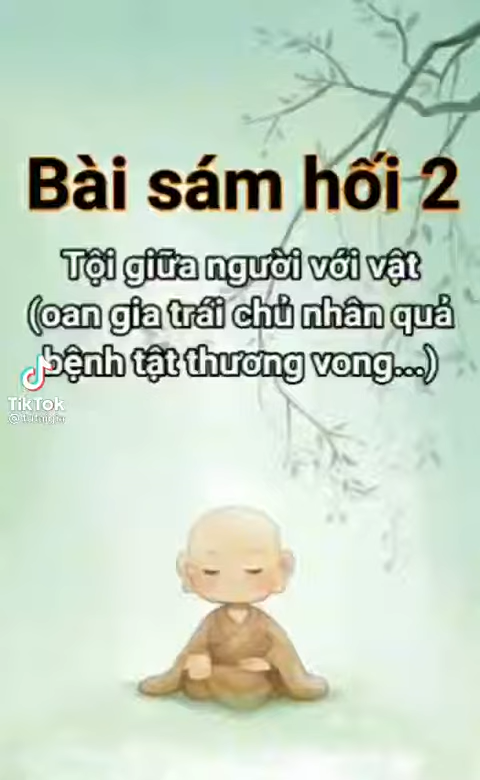 Bài sám hối 2
Tội giữa người với vật
(oan gia trái chủ nhân quả
bệnh tật thương vong...)
TikTok